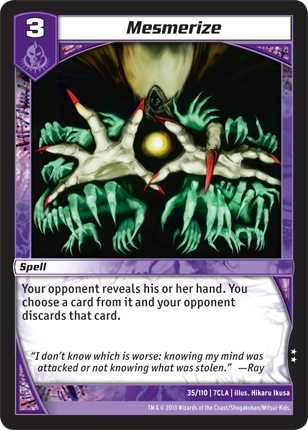 3
Mesmerize
Spell
Your opponent reveals his or her hand. You
choose a card from it and your opponent
discards that card.
“I don’t know which is worse: knowing my mind was
attacked or not knowing what was stolen.” —Ray
35/110 | 7CLA | illus. Hikaru Ikusa
TM & © 2013 Wizards of the Coast/Shogakukan/Mitsui-Kids.